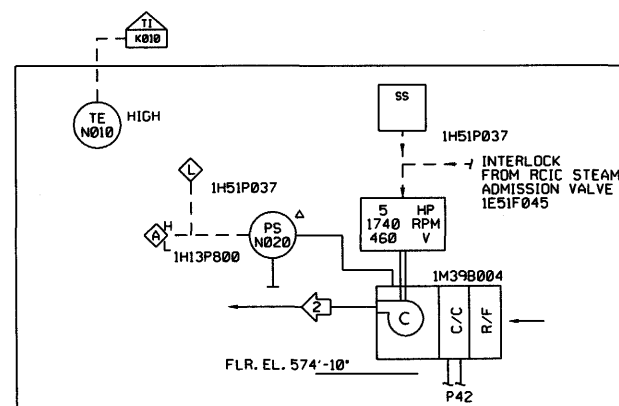 TI
K010
TE
N010
HIGH
SS
1H51P037
INTERLOCK
FROM RCIC STEAM
ADMISSION VALVE
1E51F045
L
1H51P037
5 HP
1740 RPM
460 V
A
H
L
1H13P800
PS
N020
1M39B004
2
C
C/C
R/F
FLR. EL. 574'-10"
P42